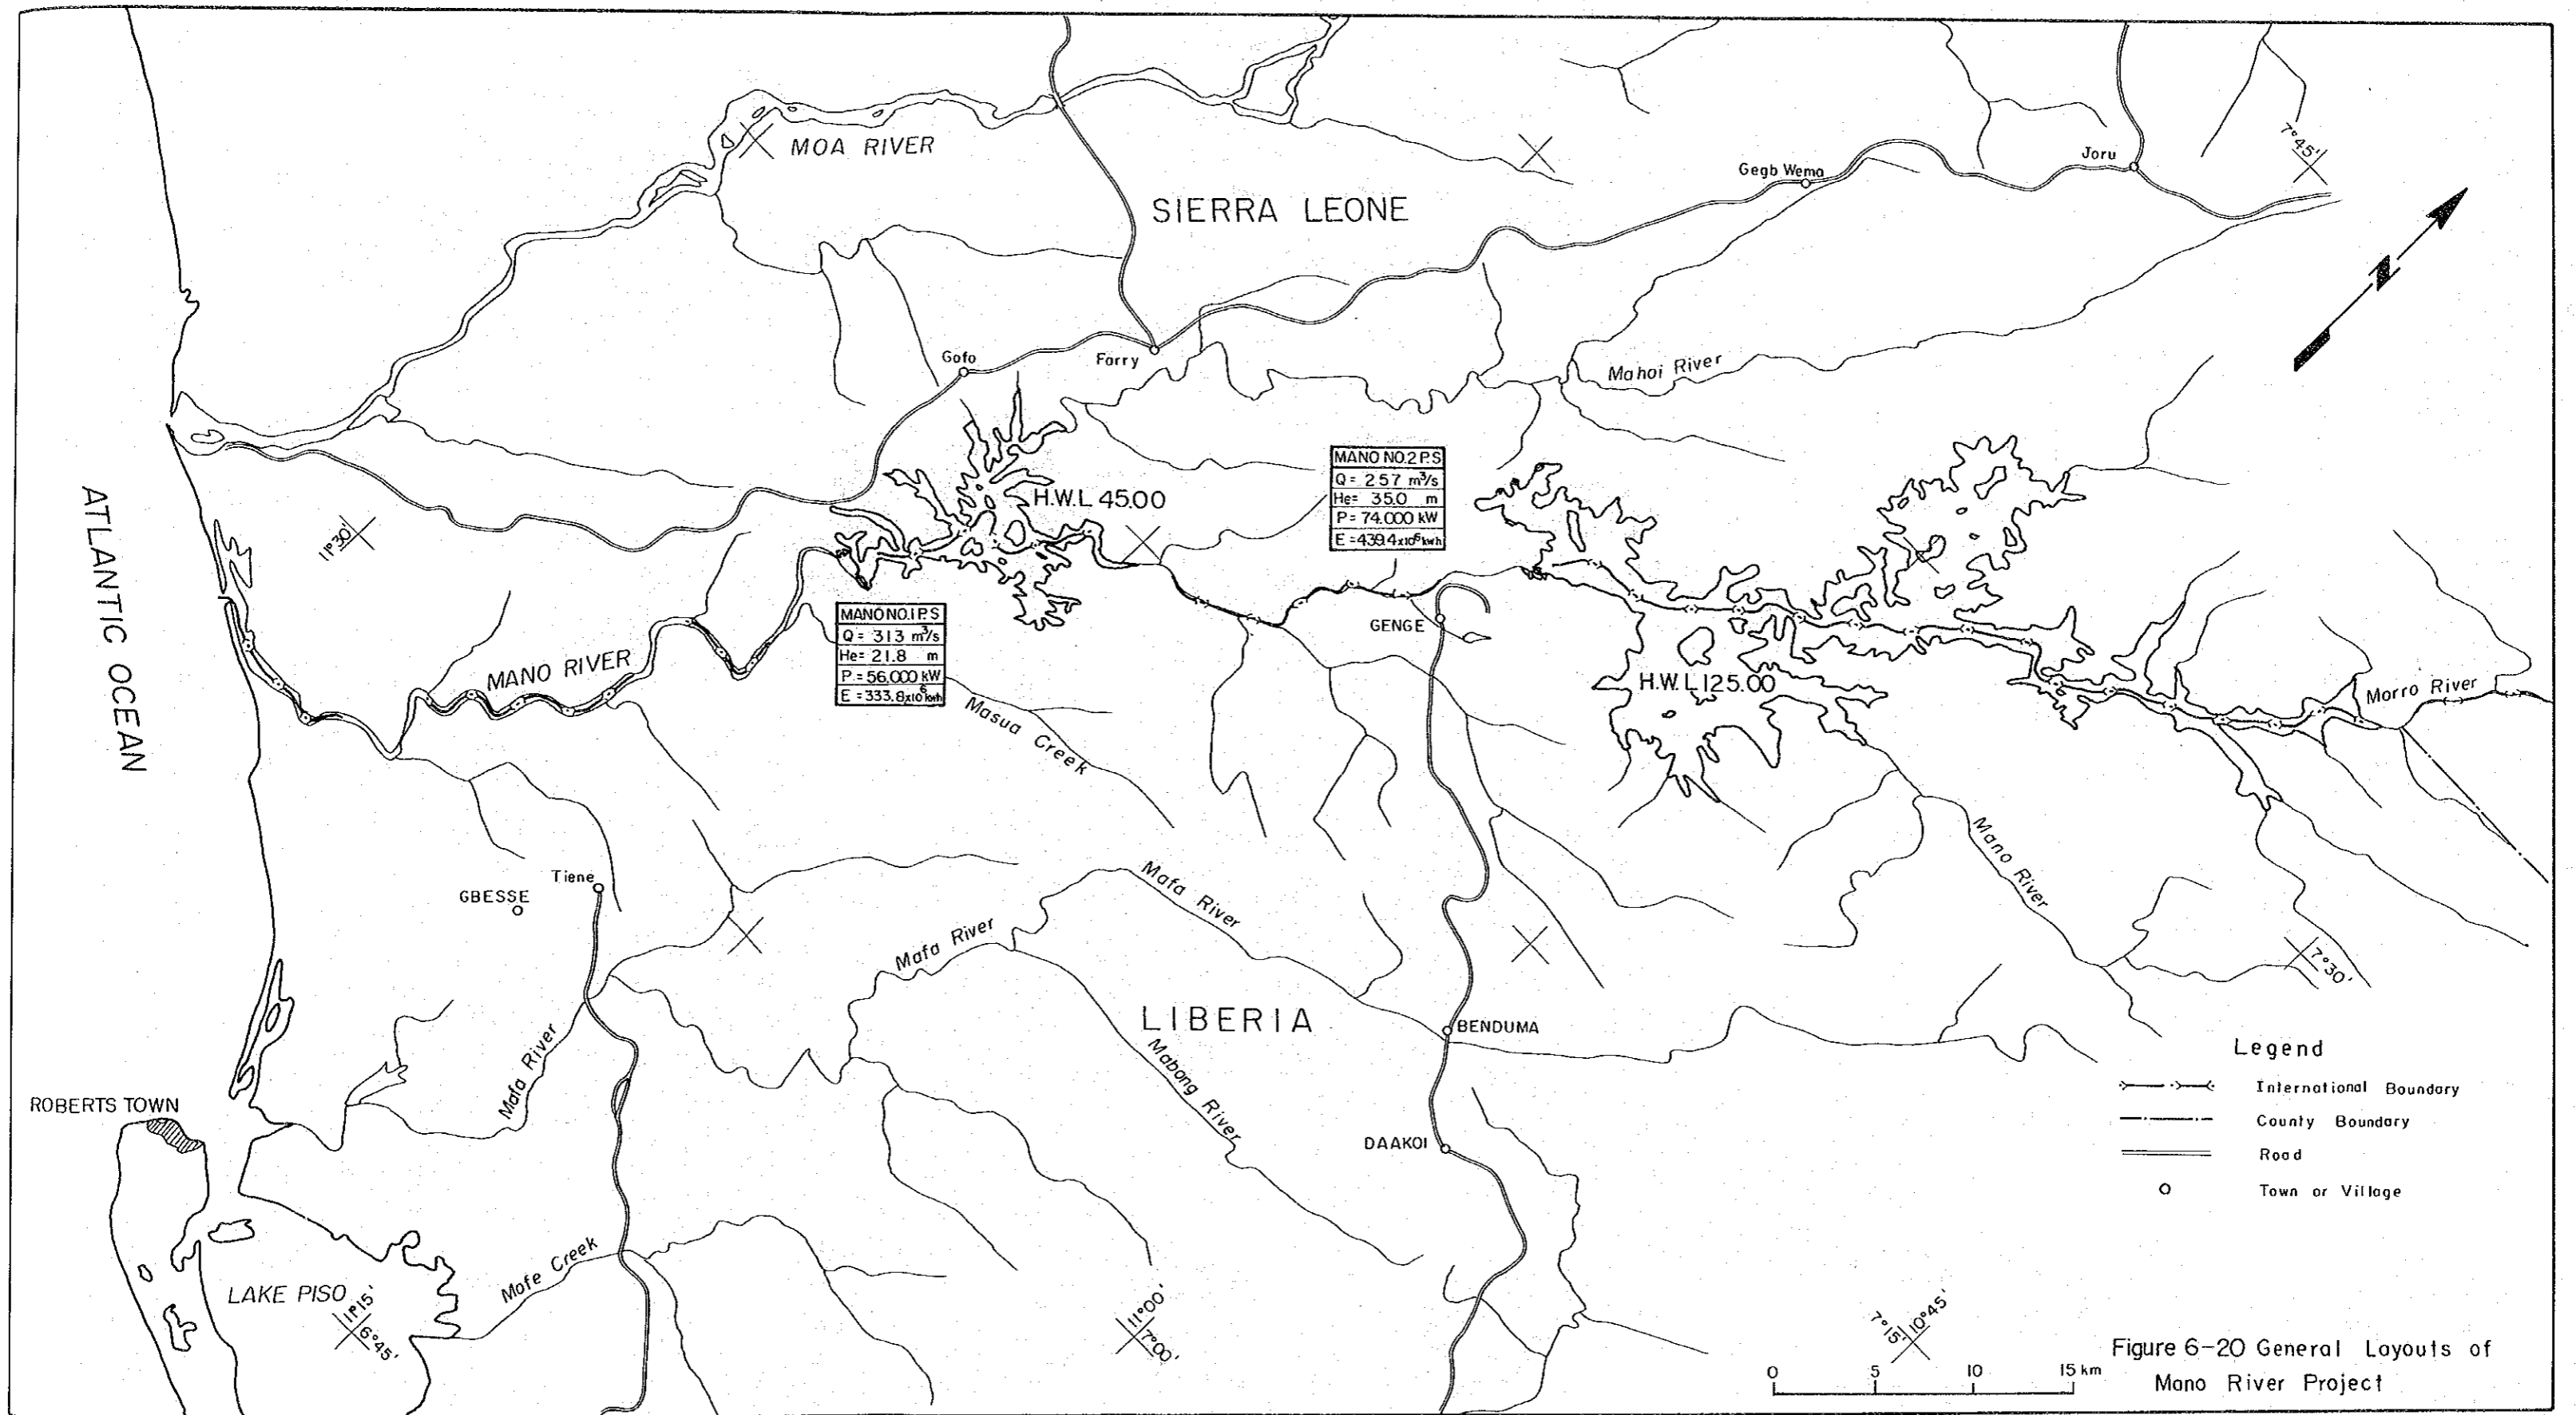 7°45'
MOA RIVER
Joru
Gegb Wema
SIERRA LEONE
N
Gofo
Farry
Mahoi River
MANO NO.2 P.S
Q = 257 m³/s
He= 35.0 m
P = 74.000 kW
E = 439.4x10⁶ kwh
H.W.L 45.00
ATLANTIC OCEAN
11°30'
MANO NO.1 P.S
Q = 313 m³/s
He= 21.8 m
P = 56,000 kW
E = 333.8x10⁶ kwh
GENGE
MANO RIVER
H.W.L 125.00
Morro River
Masua Creek
Mano River
Tiene
GBESSE
Mafa River
Mafa River
7°30'
LIBERIA
BENDUMA
Mafa River
Mabong River
Legend
International Boundary
County Boundary
Road
Town or Village
ROBERTS TOWN
DAAKOI
Mofe Creek
LAKE PISO
11°15'
6°45'
11°00'
7°00'
7°15'
10°45'
0 5 10 15 km
Figure 6-20 General Layouts of
Mano River Project